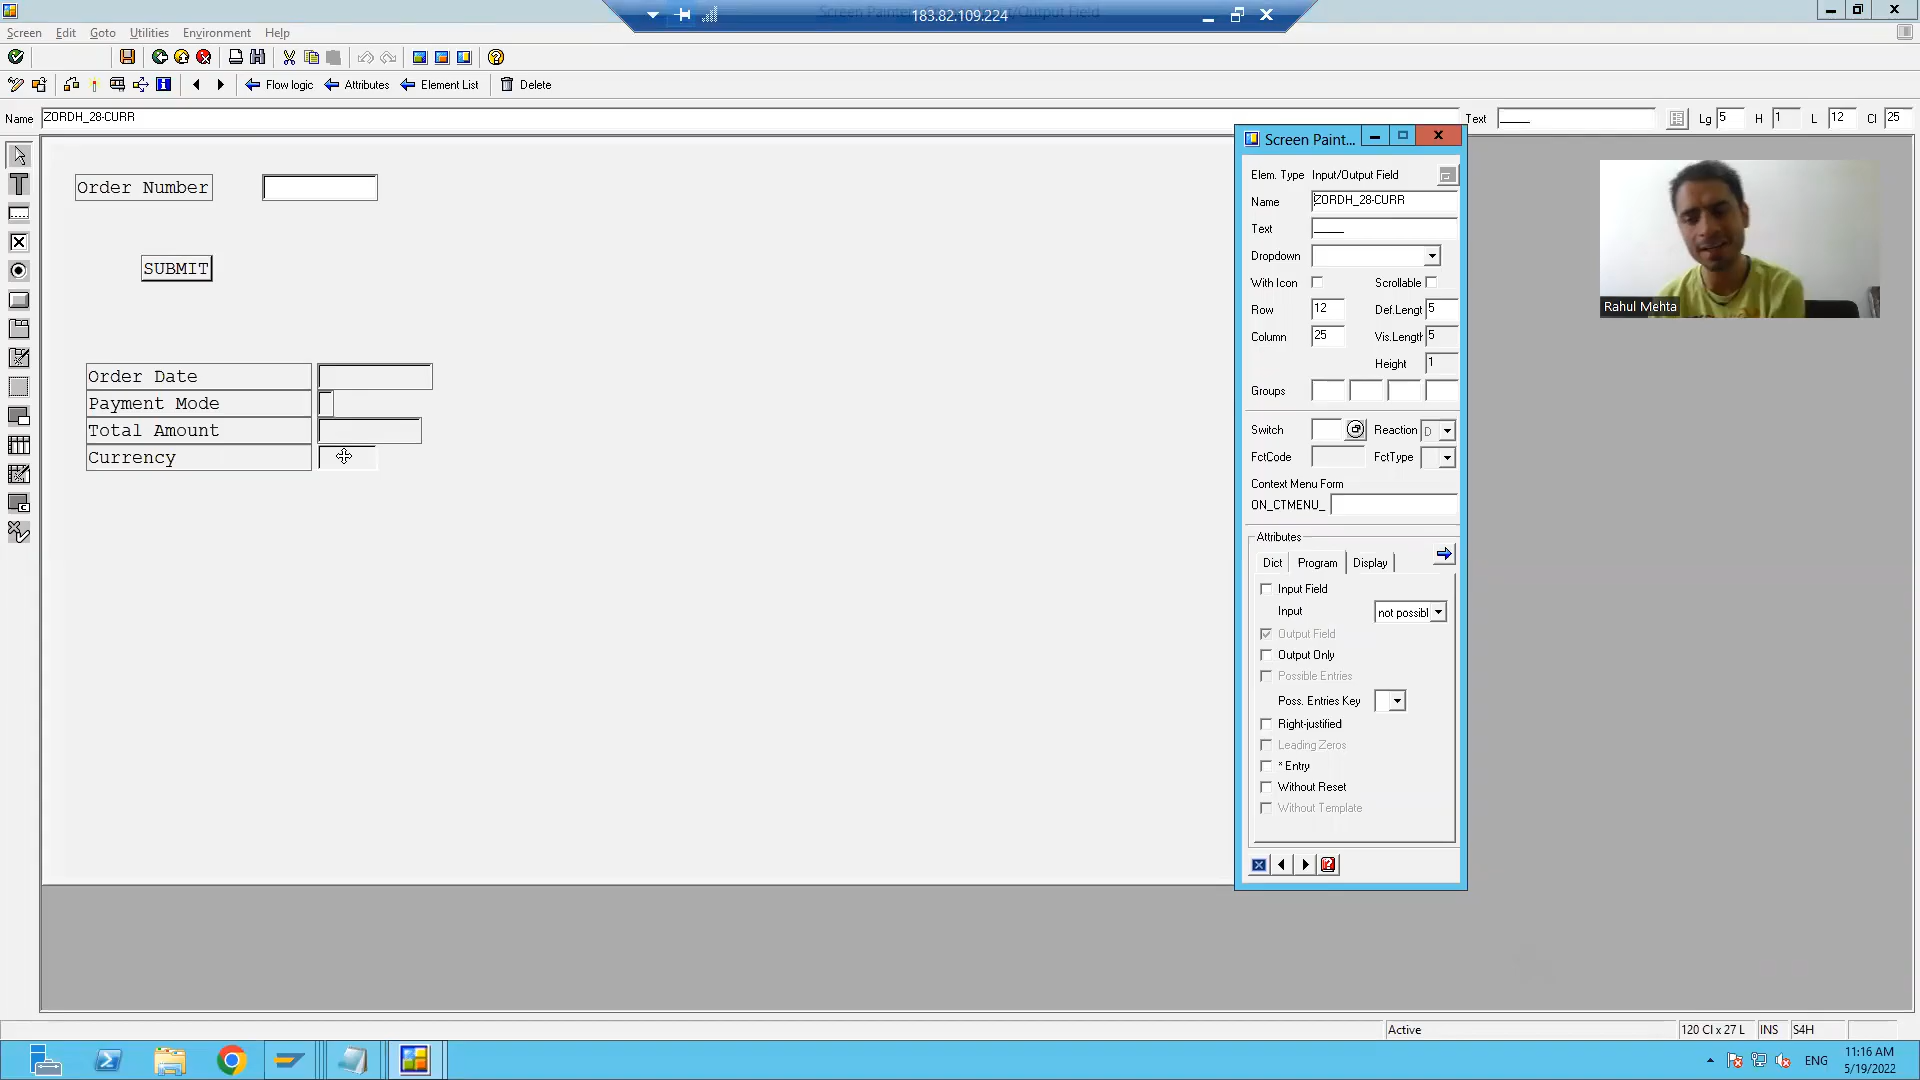 183.82.109.224
Screen Edit Goto Utilities Environment Help
Flow logic Attributes Element List Delete
Name ZORDH_28-CURR Text _____ Lg 5 H 1 L 12 Cl 25
Order Number
SUBMIT
Order Date
Payment Mode
Total Amount
Currency
Screen Paint...
Elem. Type Input/Output Field
Name ZORDH_28-CURR
Text _____
Dropdown
With Icon Scrollable
Row 12 Def.Lengt 5
Column 25 Vis.Length 5
Height 1
Groups
Switch Reaction D
FctCode FctType
Context Menu Form
ON_CTMENU_
Attributes
Dict Program Display
Input Field
Input not possibl
Output Field
Output Only
Possible Entries
Poss. Entries Key
Right-justified
Leading Zeros
* Entry
Without Reset
Without Template
Rahul Mehta
Active 120 Cl x 27 L INS S4H
ENG 11:16 AM
5/19/2022